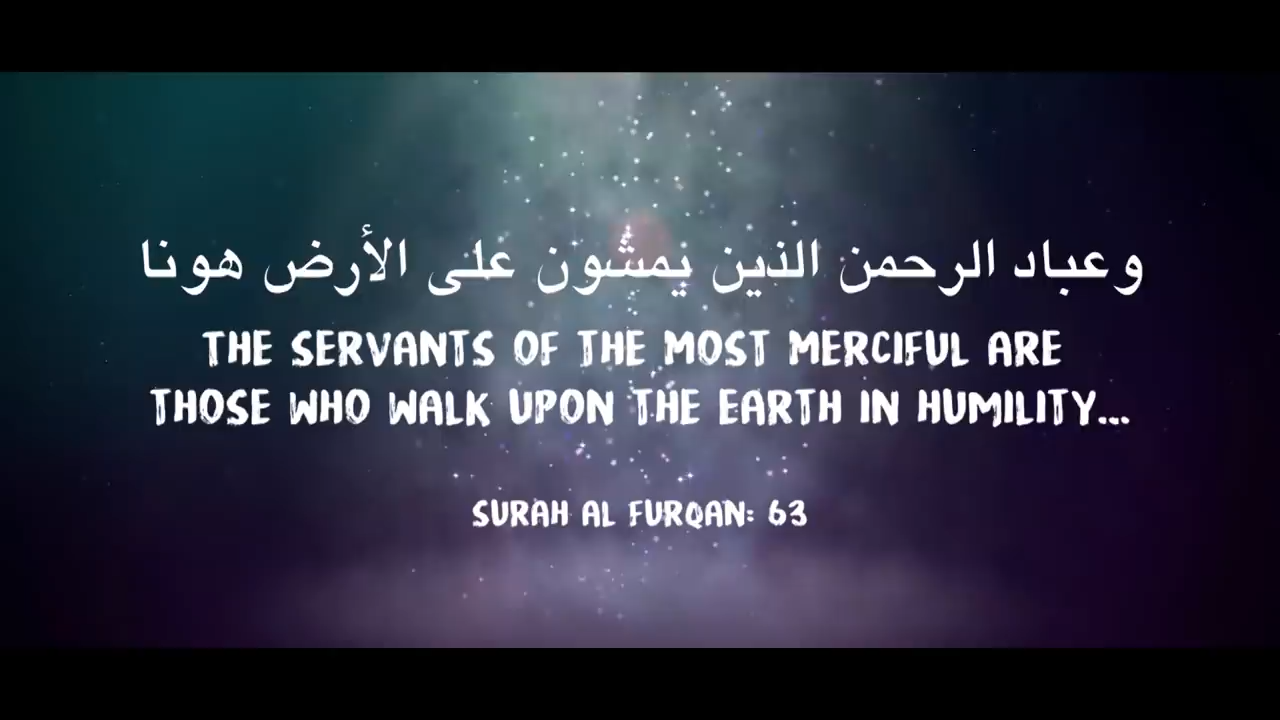 وعباد الرحمن الذين يمشون على الأرض هونا
THE SERVANTS OF THE MOST MERCIFUL ARE
THOSE WHO WALK UPON THE EARTH IN HUMILITY...
SURAH AL FURQAN: 63